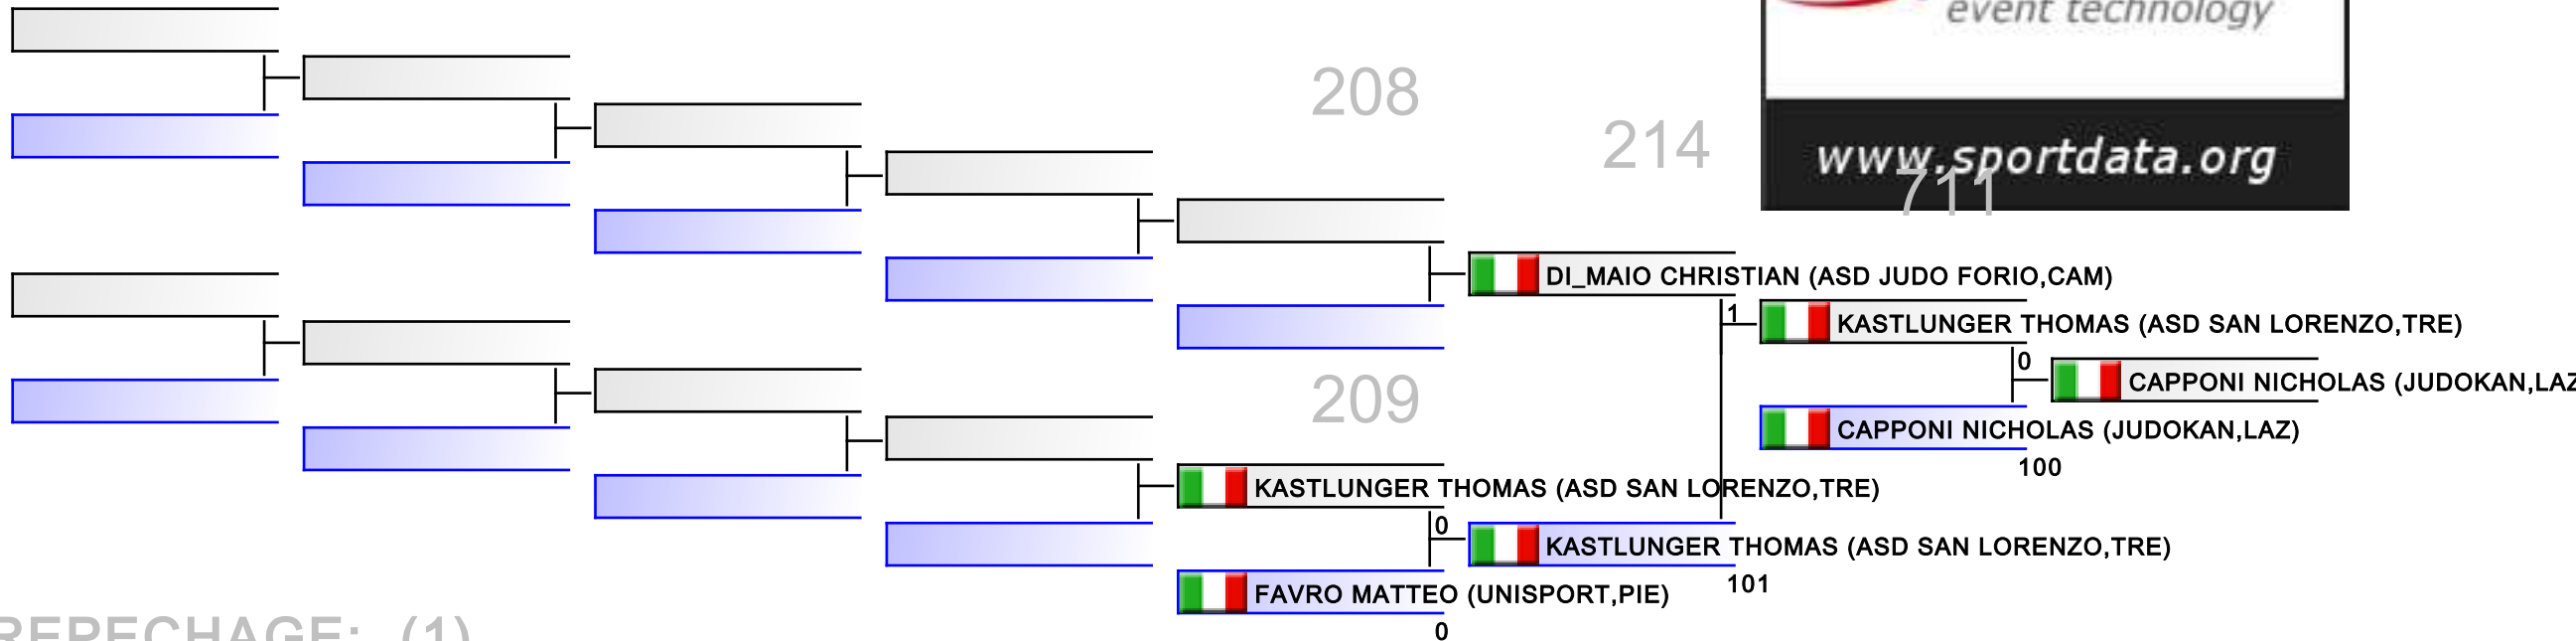 event technology
208
214
www.sportdata.org
711
DI_MAIO CHRISTIAN (ASD JUDO FORIO,CAM)
1
KASTLUNGER THOMAS (ASD SAN LORENZO,TRE)
0
CAPPONI NICHOLAS (JUDOKAN,LAZ
209
CAPPONI NICHOLAS (JUDOKAN,LAZ)
100
KASTLUNGER THOMAS (ASD SAN LORENZO,TRE)
0
KASTLUNGER THOMAS (ASD SAN LORENZO,TRE)
101
FAVRO MATTEO (UNISPORT,PIE)
0
REPECHAGE: (1)